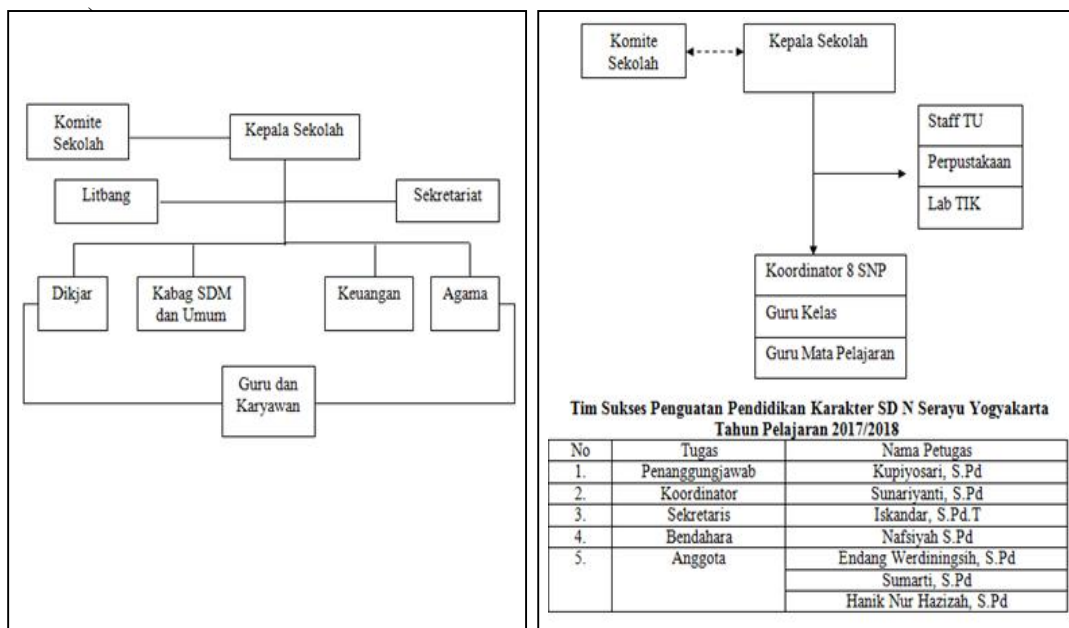 Komite
Sekolah
Kepala Sekolah
Litbang
Sekretariat
Dikjar
Kabag SDM
dan Umum
Keuangan
Agama
Guru dan
Karyawan
Komite
Sekolah
Kepala Sekolah
Staff TU
Perpustakaan
Lab TIK
Koordinator 8 SNP
Guru Kelas
Guru Mata Pelajaran
Tim Sukses Penguatan Pendidikan Karakter SD N Serayu Yogyakarta
Tahun Pelajaran 2017/2018
No Tugas Nama Petugas
1. Penanggungjawab Kupiyosari, S.Pd
2. Koordinator Sunariyanti, S.Pd
3. Sekretaris Iskandar, S.Pd.T
4. Bendahara Nafsiyah S.Pd
5. Anggota Endang Werdiningsih, S.Pd
Sumarti, S.Pd
Hanik Nur Hazizah, S.Pd